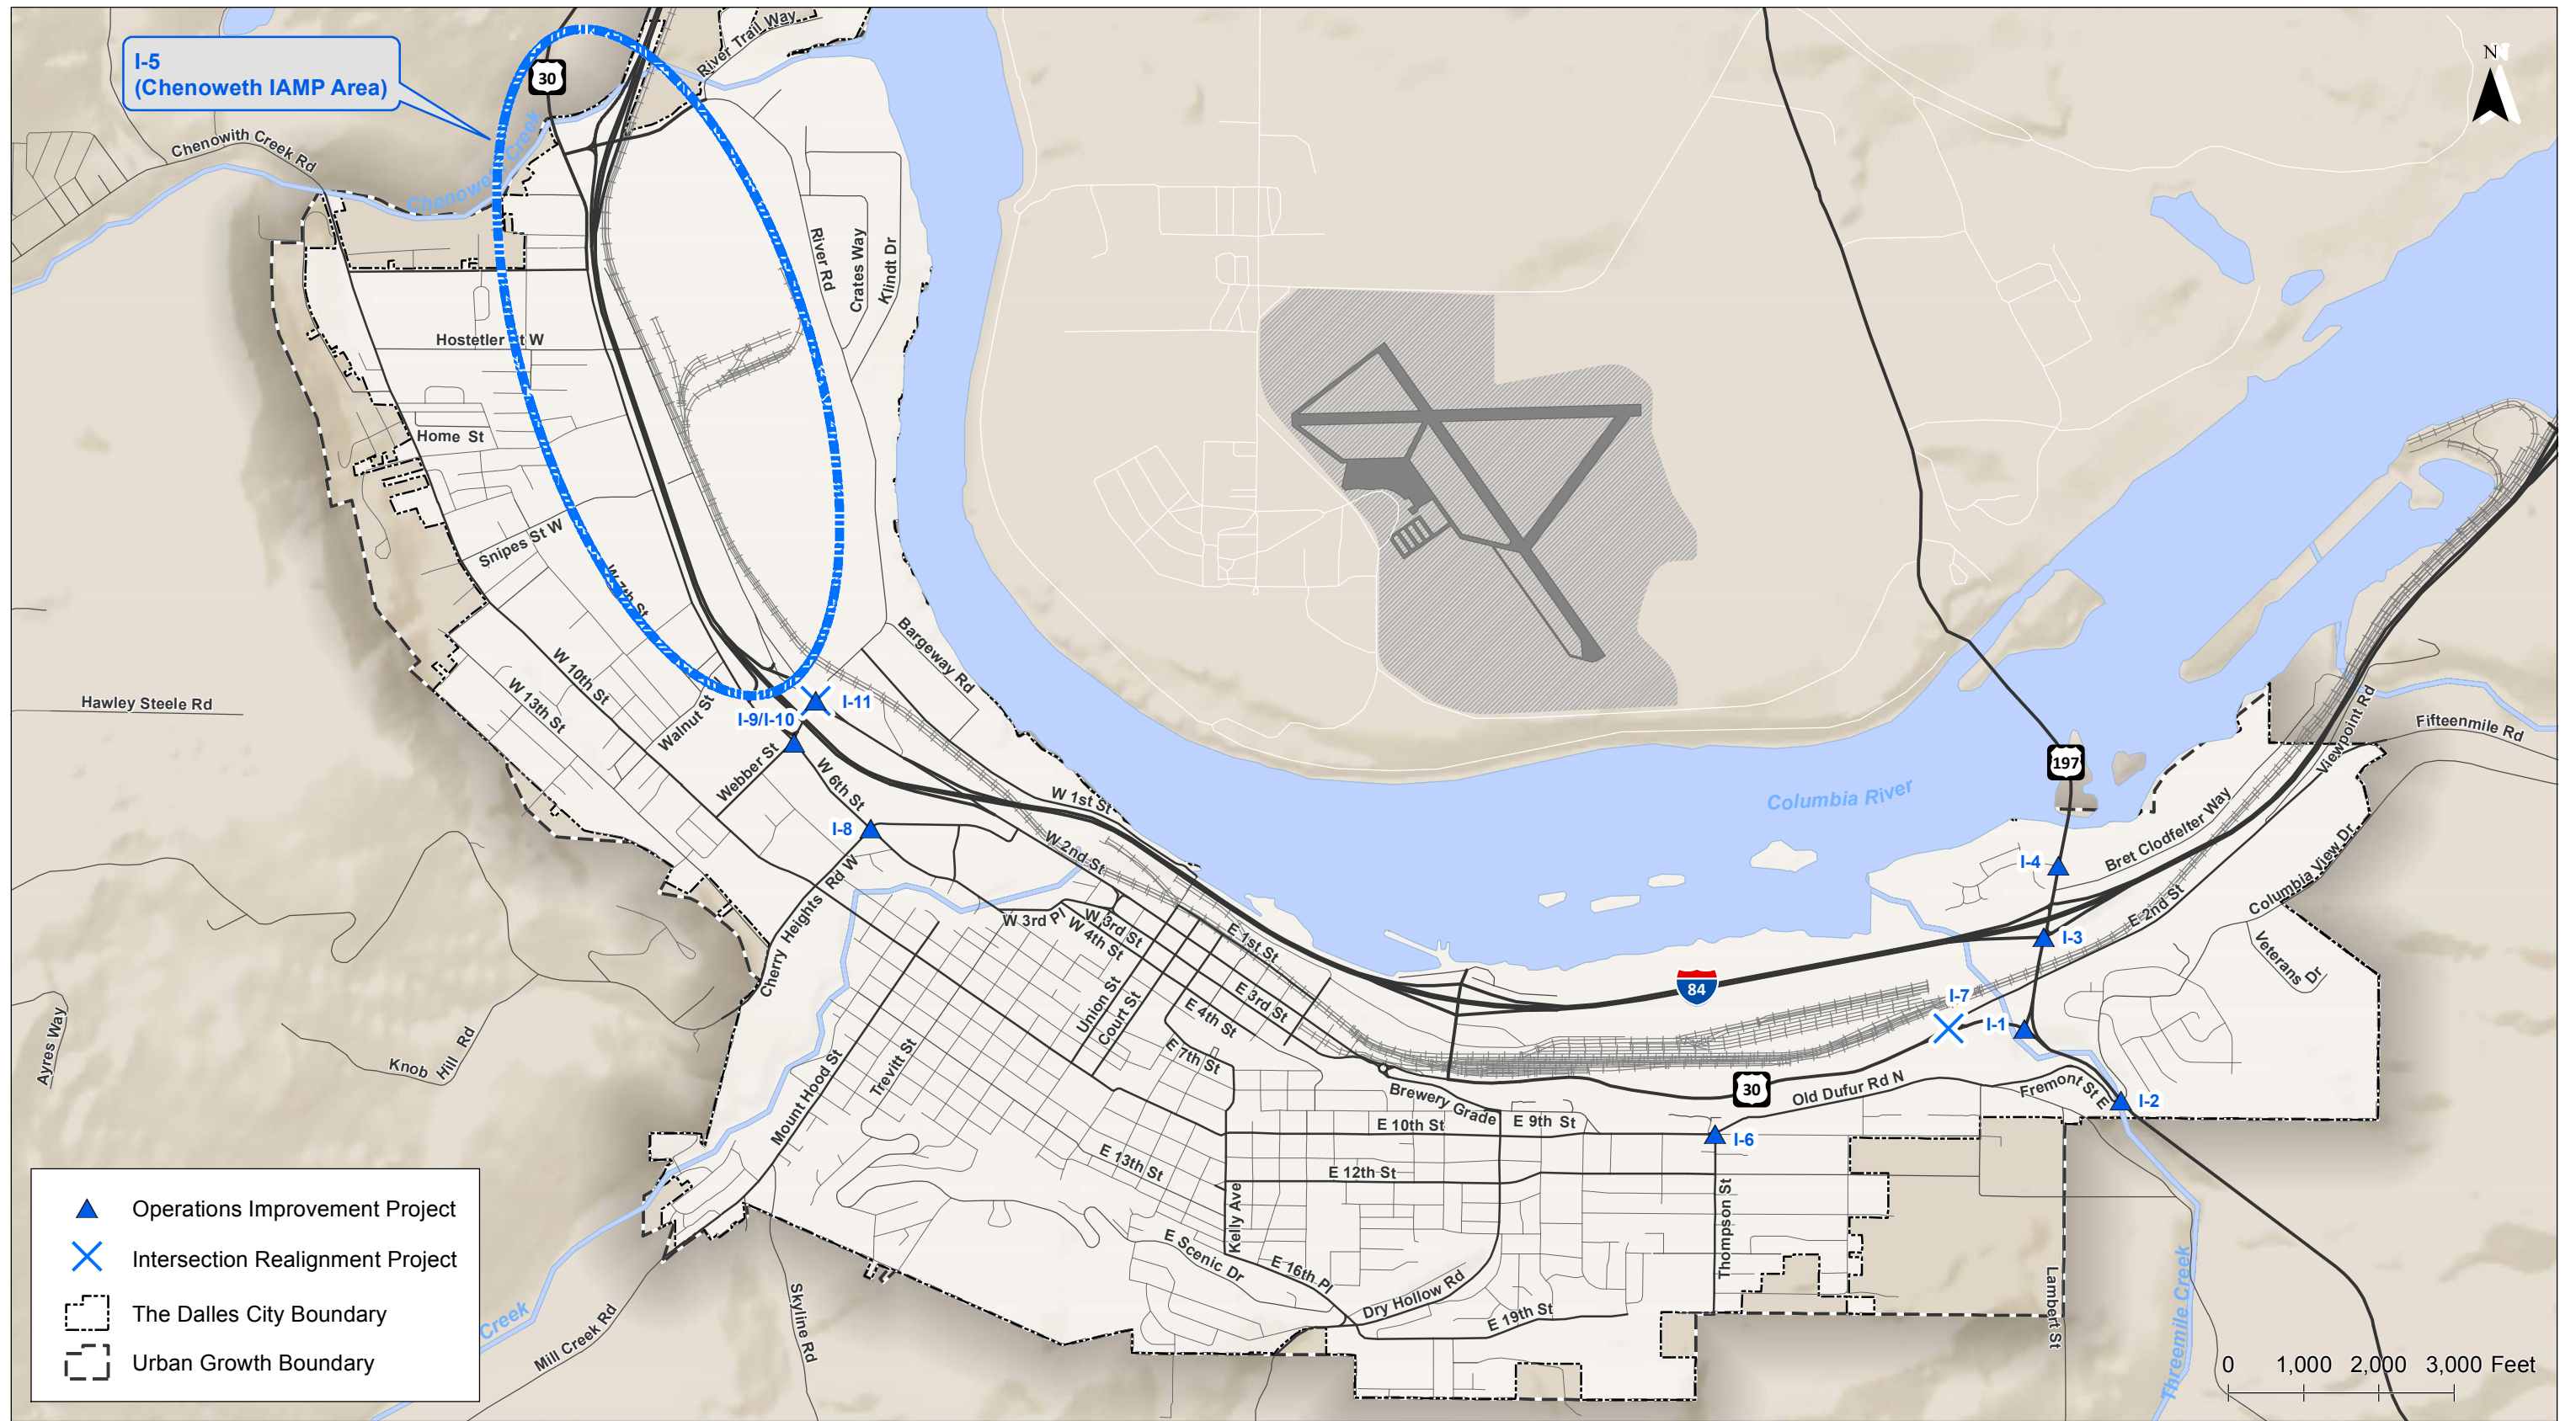 I-5
(Chenoweth IAMP Area)
30
River Trail Way
N
Chenowith Creek Rd
Chenoweth Creek
River Rd
Crates Way
Klindt Dr
Hostetler St W
Home St
Snipes St W
W 7th St
Bargeway Rd
W 10th St
W 13th St
Walnut St
Hawley Steele Rd
I-11
I-9/I-10
Webber St
W 6th St
I-8
W 1st St
W 2nd St
Columbia River
197
Viewpoint Rd
Fifteenmile Rd
Bret Clodfelter Way
Columbia View Dr
I-4
E 2nd St
I-3
Veterans Dr
Cherry Heights Rd W
W 3rd Pl
W 3rd St
W 4th St
E 1st St
Union St
Court St
E 3rd St
E 4th St
E 7th St
84
I-7
I-1
Ayres Way
Knob Hill Rd
Mount Hood St
Trevitt St
Brewery Grade
30
Old Dufur Rd N
Fremont St E
I-2
E 9th St
E 10th St
I-6
E 12th St
E 13th St
Kelly Ave
Thompson St
E Scenic Dr
E 16th Pl
Dry Hollow Rd
E 19th St
Lambert St
Threemile Creek
Skyline Rd
Mill Creek Rd
Creek
Operations Improvement Project
Intersection Realignment Project
The Dalles City Boundary
Urban Growth Boundary
0 1,000 2,000 3,000 Feet